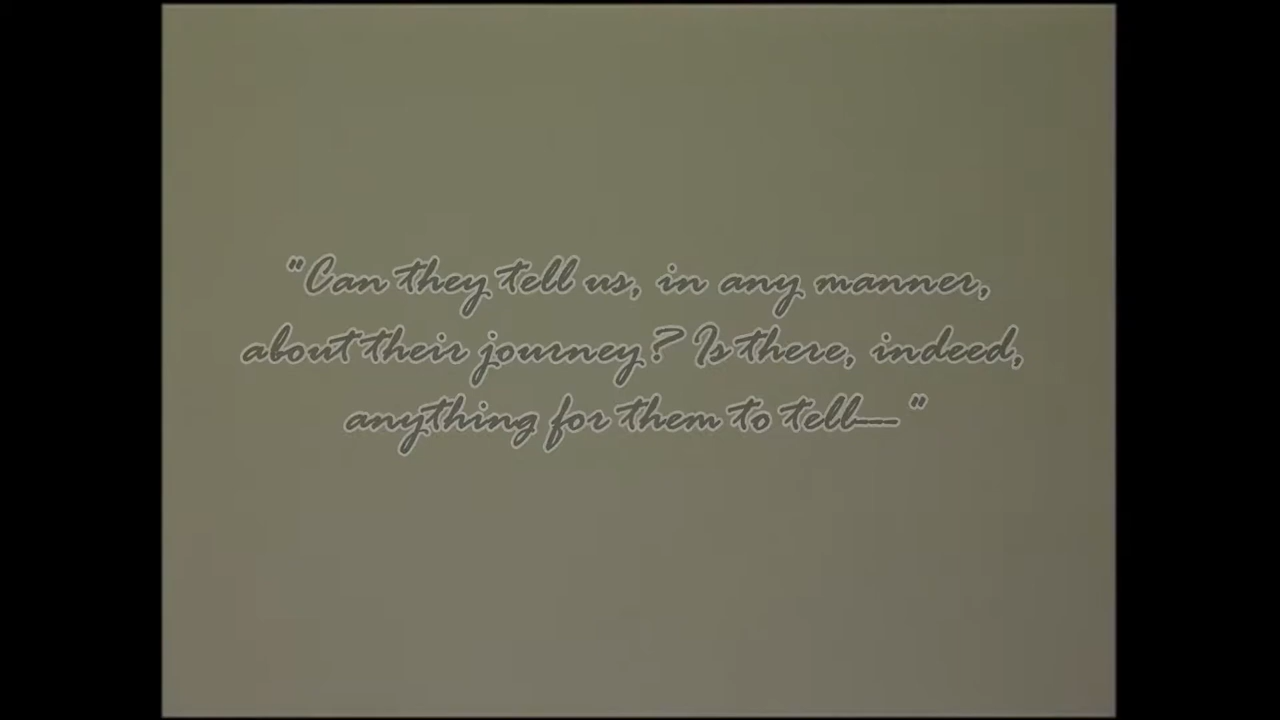 "Can they tell us, in any manner,
about their journey? Is there, indeed,
anything for them to tell—"